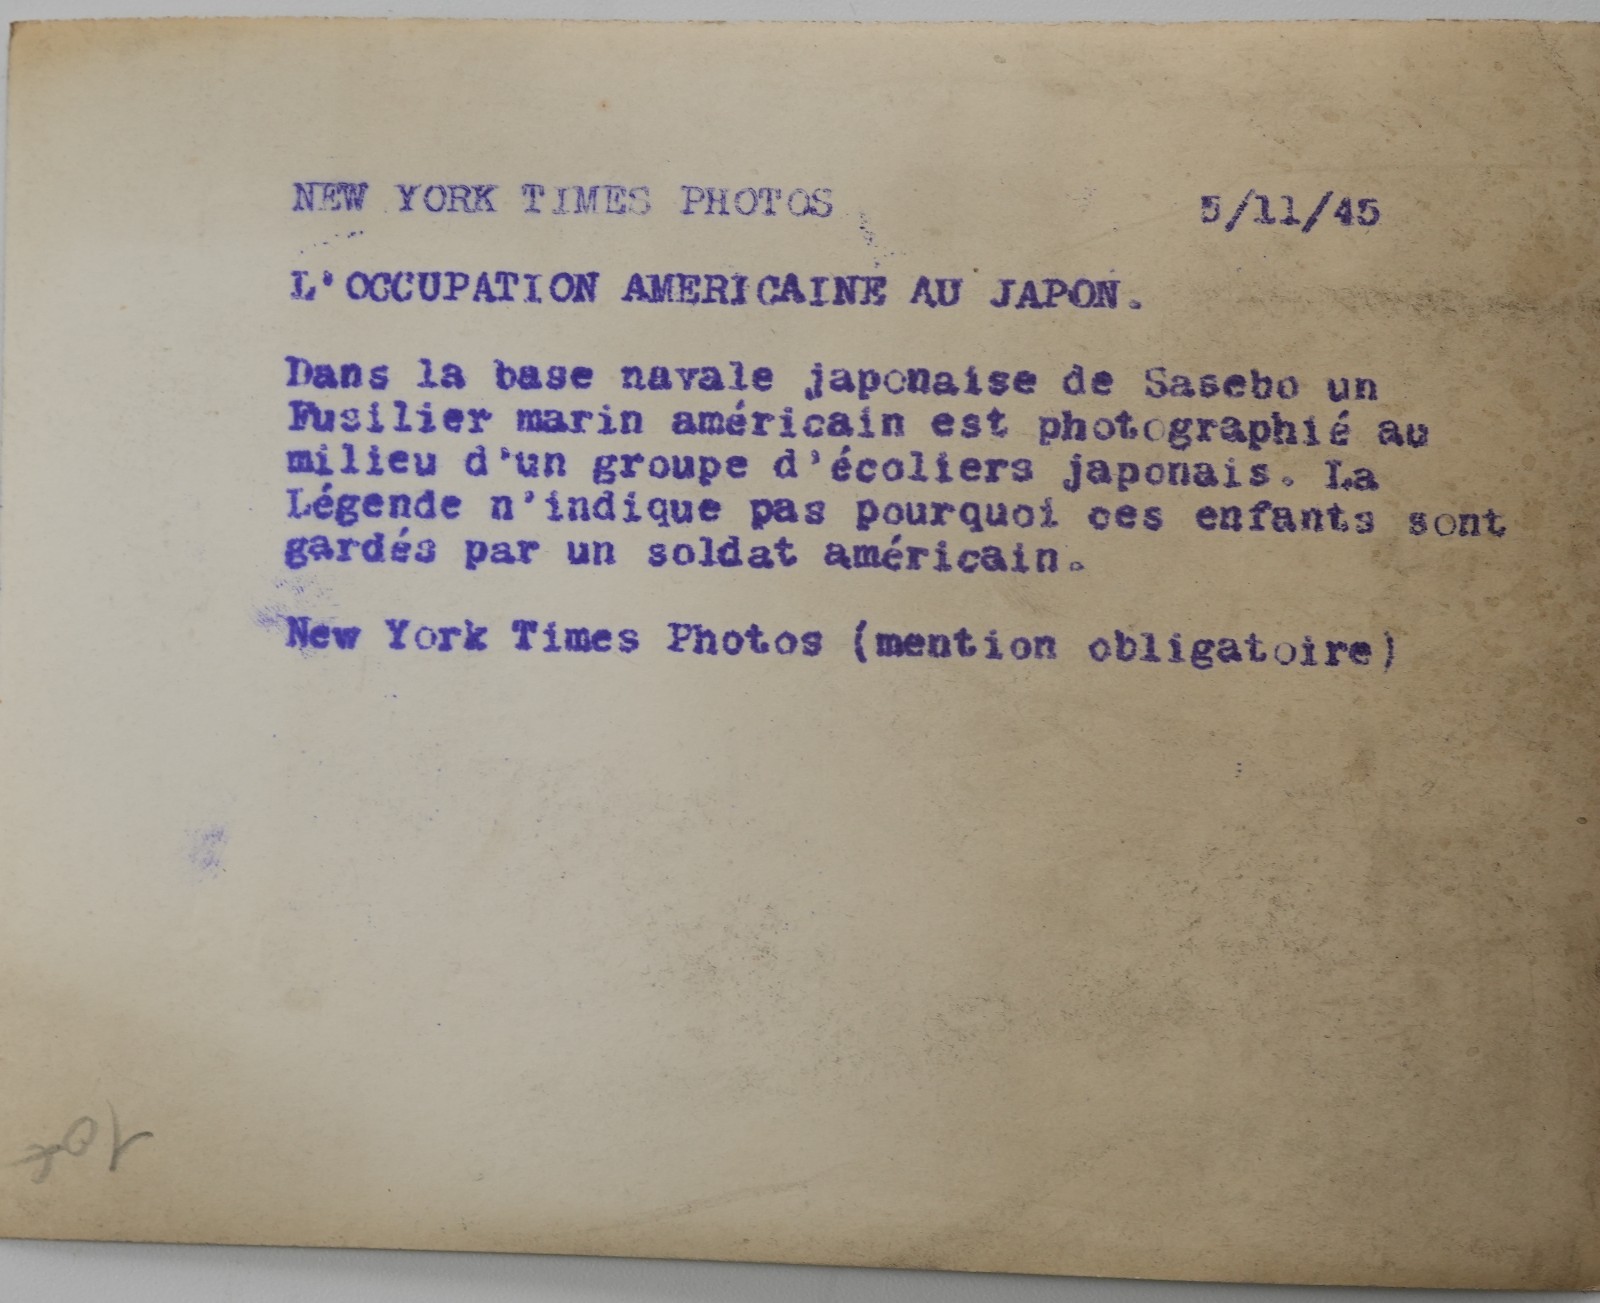 NEW YORK TIMES PHOTOS 5/11/45
L'OCCUPATION AMERICAINE AU JAPON.
Dans la base navale japonaise de Sasebo un
Fusilier marin américain est photographié au
milieu d'un groupe d'écoliers japonais. La
Légende n'indique pas pourquoi ces enfants sont
gardés par un soldat américain.
New York Times Photos (mention obligatoire)